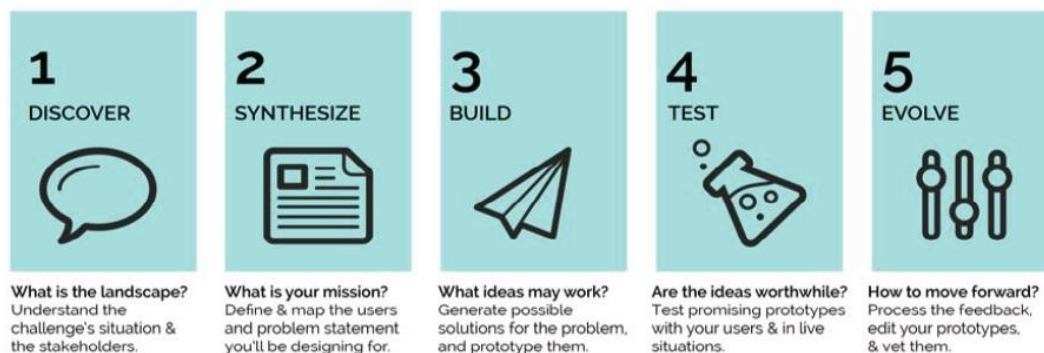 1
DISCOVER
What is the landscape?
Understand the
challenge's situation &
the stakeholders.
2
SYNTHESIZE
What is your mission?
Define & map the users
and problem statement
you'll be designing for.
3
BUILD
What ideas may work?
Generate possible
solutions for the problem,
and prototype them.
4
TEST
Are the ideas worthwhile?
Test promising prototypes
with your users & in live
situations.
5
EVOLVE
How to move forward?
Process the feedback,
edit your prototypes,
& vet them.